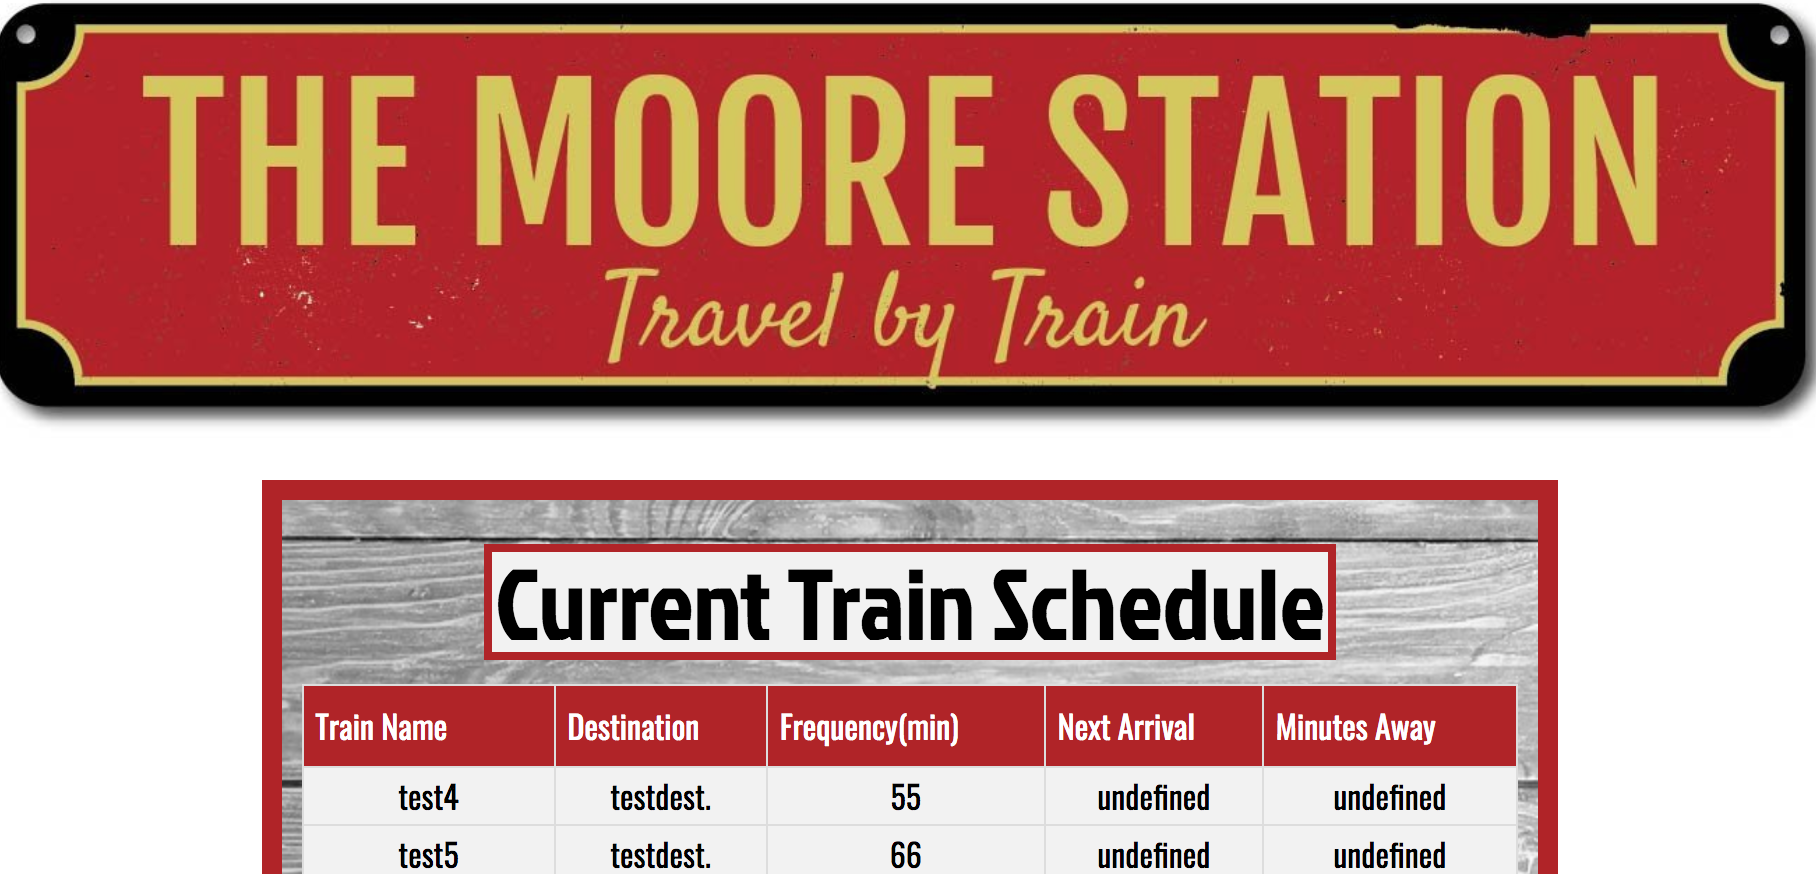 THE MOORE STATION
Travel by Train
Current Train Schedule
Train Name Destination Frequency(min) Next Arrival Minutes Away
test4 testdest. 55 undefined undefined
test5 testdest. 66 undefined undefined